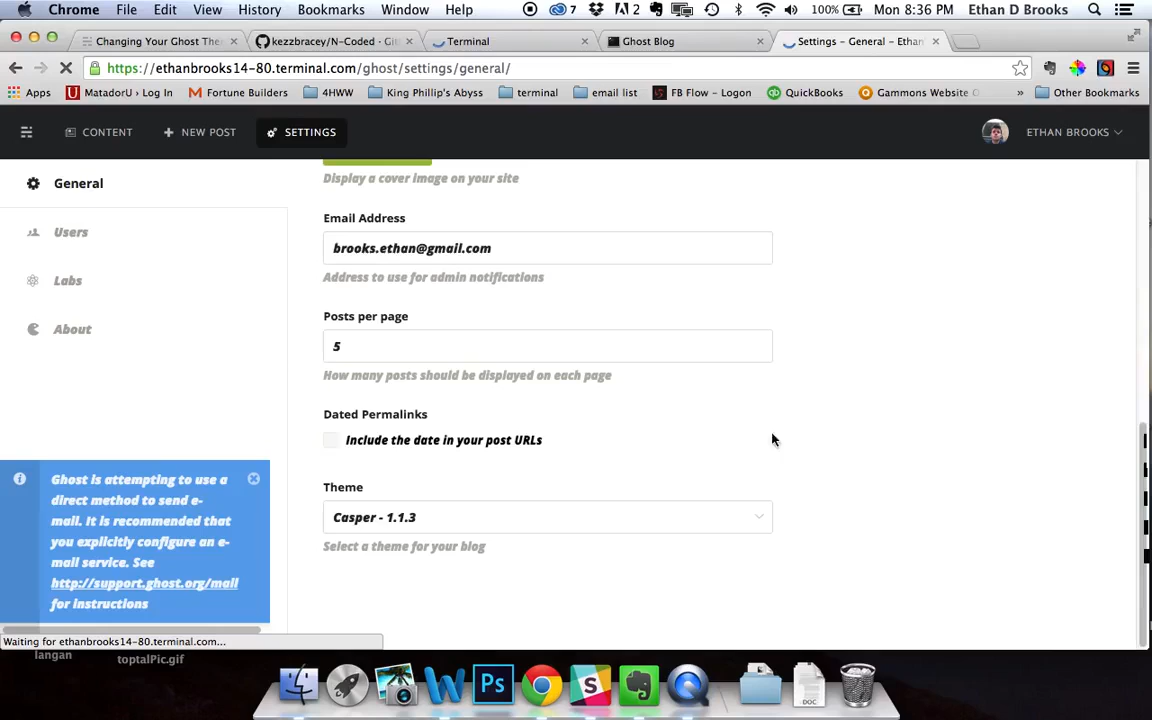 Chrome File Edit View History Bookmarks Window Help 7 2 100% Mon 8:36 PM Ethan D Brooks
Changing Your Ghost The kezzbracey/N-Coded · Git Terminal Ghost Blog Settings - General - Ethan
https://ethanbrooks14-80.terminal.com/ghost/settings/general/
Apps MatadorU › Log In Fortune Builders 4HWW King Phillip's Abyss terminal email list FB Flow - Logon QuickBooks Gammons Website » Other Bookmarks
CONTENT + NEW POST SETTINGS ETHAN BROOKS
General
Users
Labs
About
Display a cover image on your site
Email Address
brooks.ethan@gmail.com
Address to use for admin notifications
Posts per page
5
How many posts should be displayed on each page
Dated Permalinks
Include the date in your post URLs
Theme
Casper - 1.1.3
Select a theme for your blog
Ghost is attempting to use a
direct method to send e-
mail. It is recommended that
you explicitly configure an e-
mail service. See
http://support.ghost.org/mail
for instructions
Waiting for ethanbrooks14-80.terminal.com...
langan
toptalPic.gif
W Ps S DOC